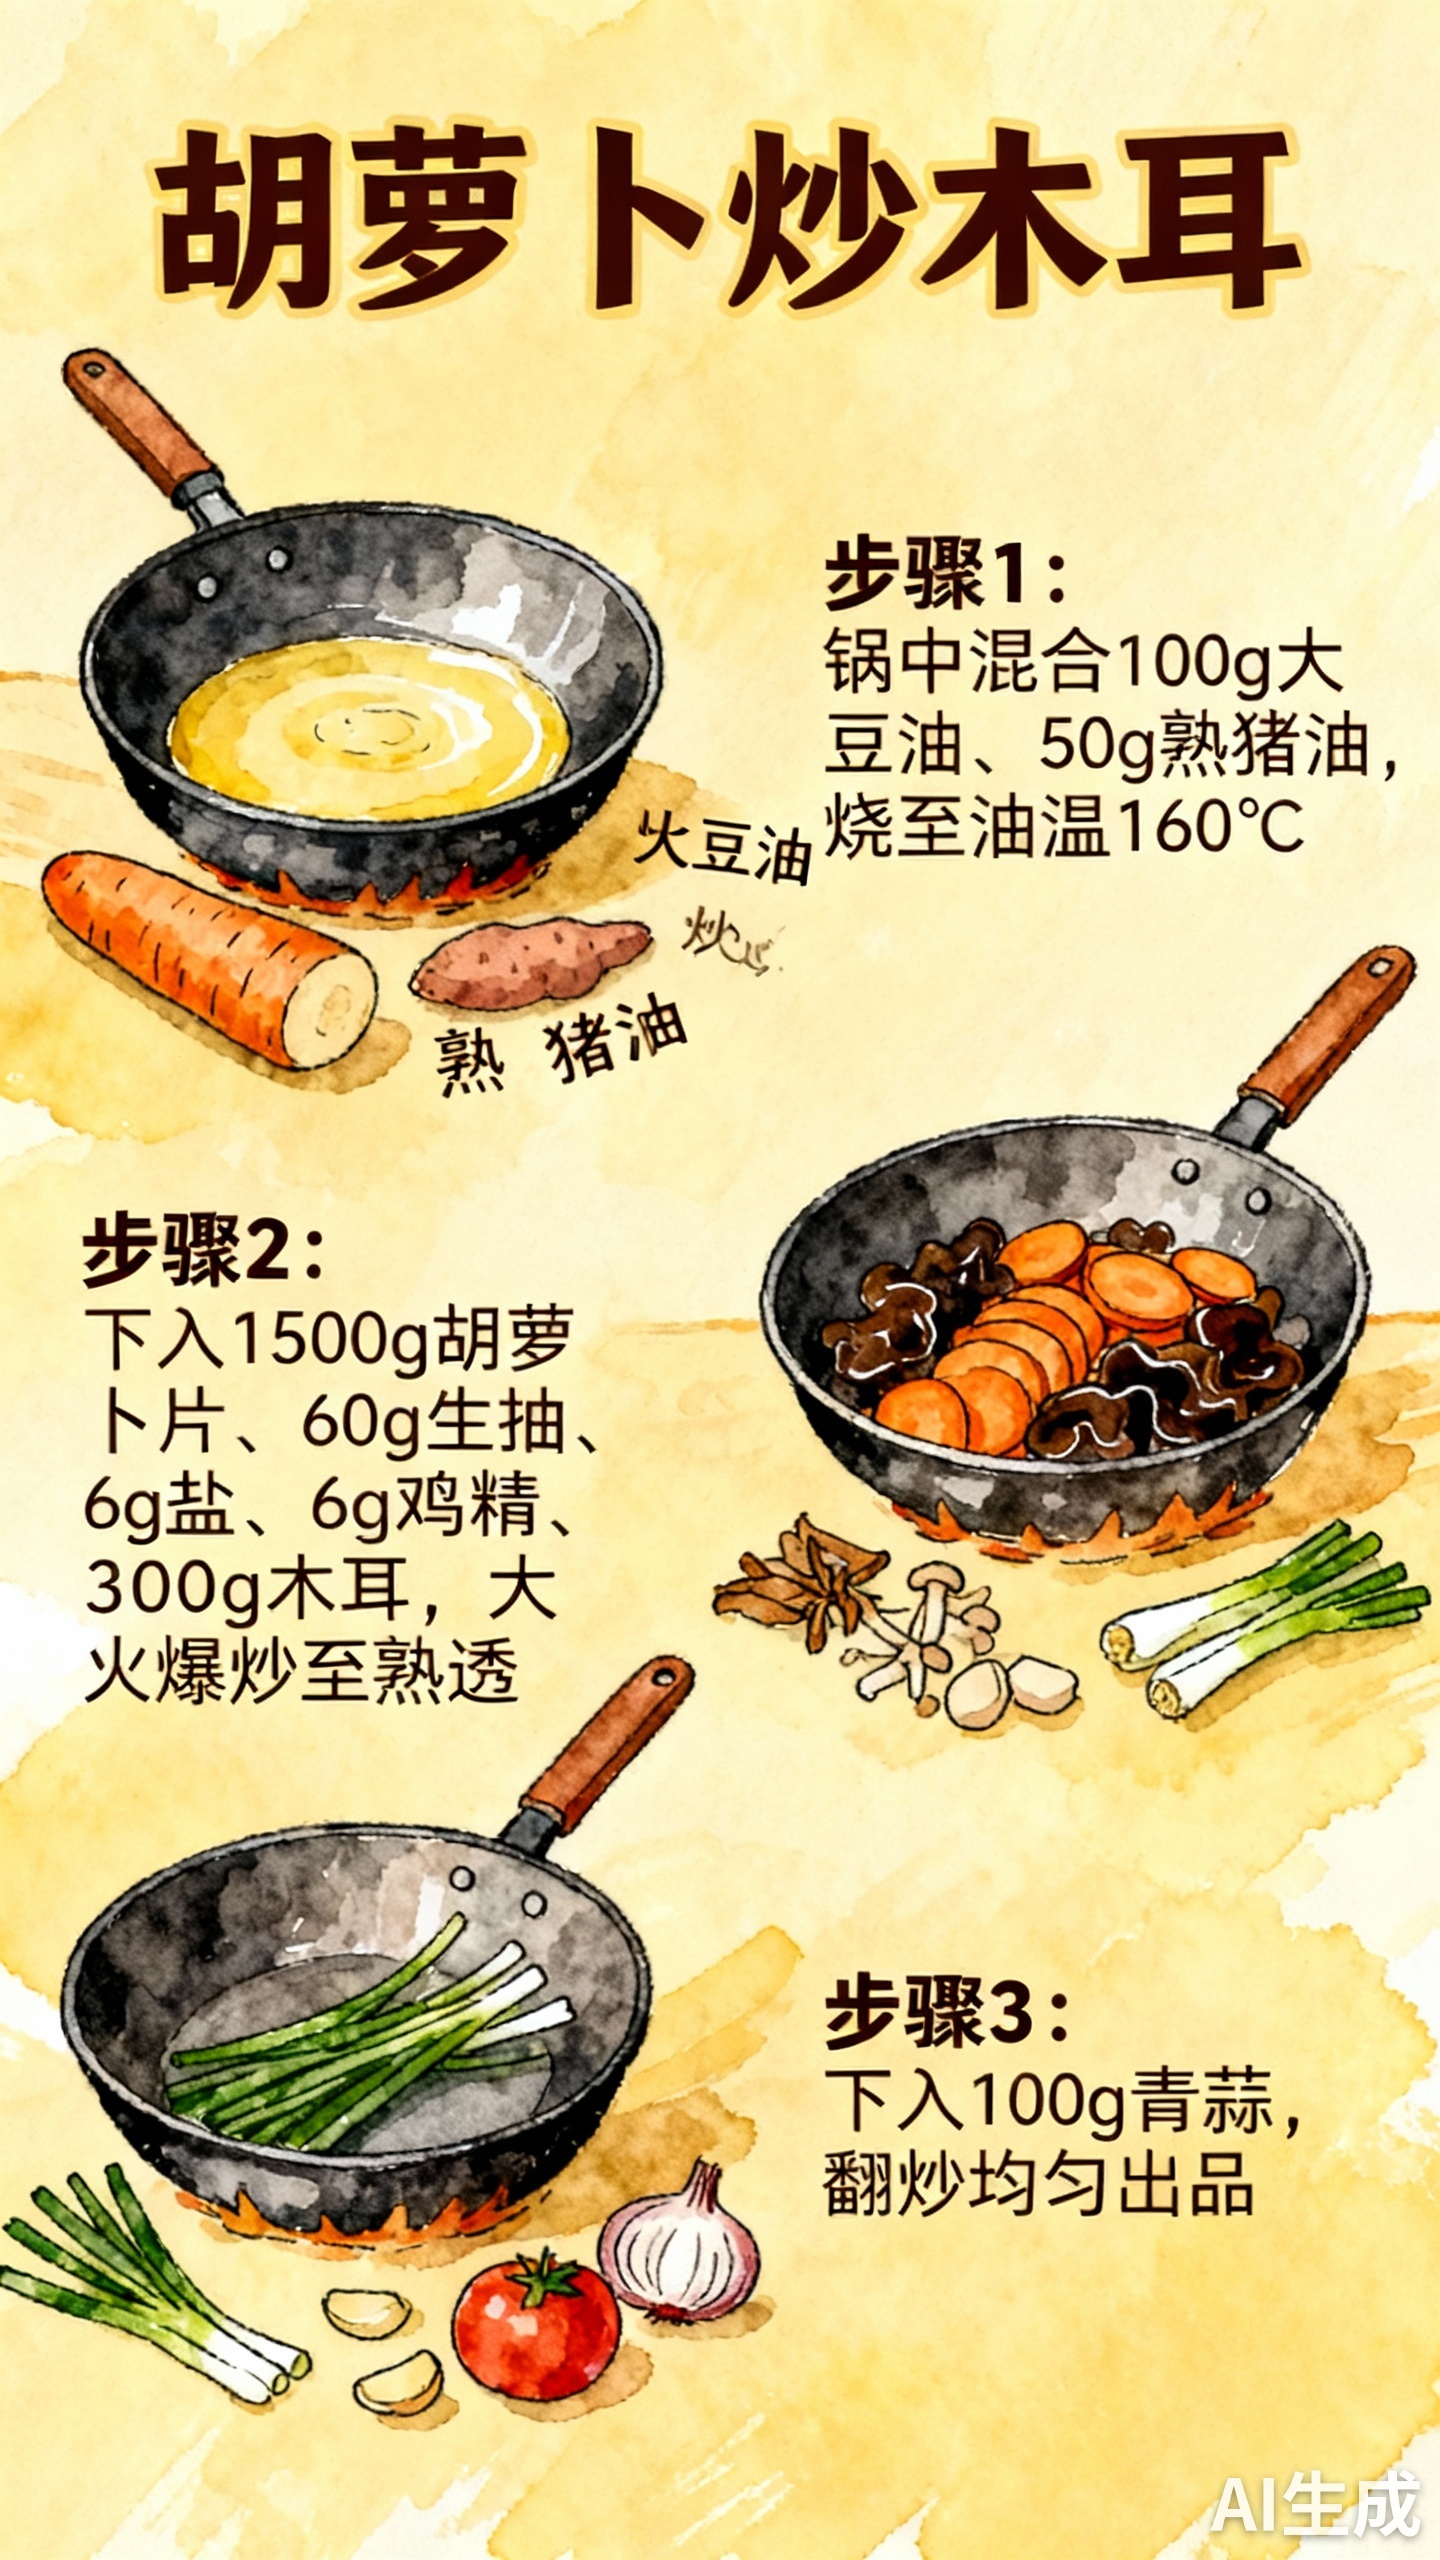 胡萝卜炒木耳
步骤1：
锅中混合100g大
豆油、50g熟猪油，
烧至油温160℃
火豆油
熟 猪油
步骤2：
下入1500g胡萝
卜片、60g生抽、
6g盐、6g鸡精、
300g木耳，大
火爆炒至熟透
步骤3：
下入100g青蒜，
翻炒均匀出品
AI生成